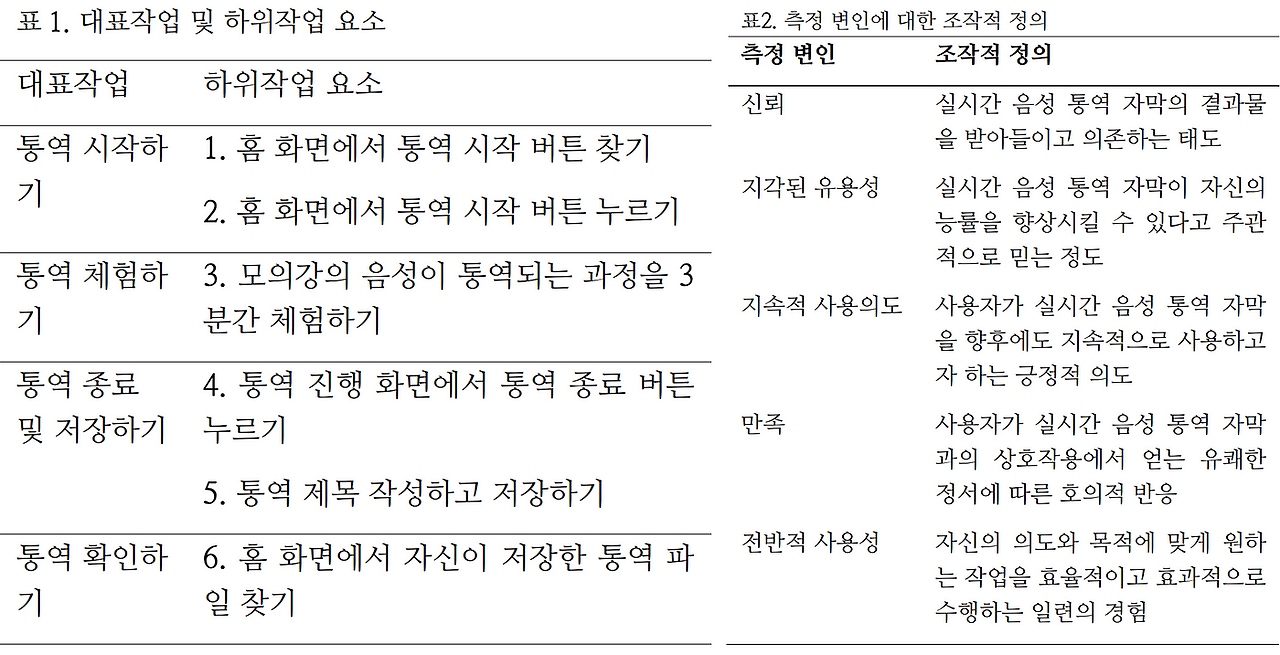 표 1. 대표작업 및 하위작업 요소
대표작업 하위작업 요소
통역 시작하
기
1. 홈 화면에서 통역 시작 버튼 찾기
2. 홈 화면에서 통역 시작 버튼 누르기
통역 체험하
기
3. 모의강의 음성이 통역되는 과정을 3
분간 체험하기
통역 종료
및 저장하기
4. 통역 진행 화면에서 통역 종료 버튼
누르기
5. 통역 제목 작성하고 저장하기
통역 확인하
기
6. 홈 화면에서 자신이 저장한 통역 파
일 찾기
표2. 측정 변인에 대한 조작적 정의
측정 변인 조작적 정의
신뢰
실시간 음성 통역 자막의 결과물
을 받아들이고 의존하는 태도
지각된 유용성
실시간 음성 통역 자막이 자신의
능률을 향상시킬 수 있다고 주관
적으로 믿는 정도
지속적 사용의도
사용자가 실시간 음성 통역 자막
을 향후에도 지속적으로 사용하고
자 하는 긍정적 의도
만족
사용자가 실시간 음성 통역 자막
과의 상호작용에서 얻는 유쾌한
정서에 따른 호의적 반응
전반적 사용성
자신의 의도와 목적에 맞게 원하
는 작업을 효율적이고 효과적으로
수행하는 일련의 경험